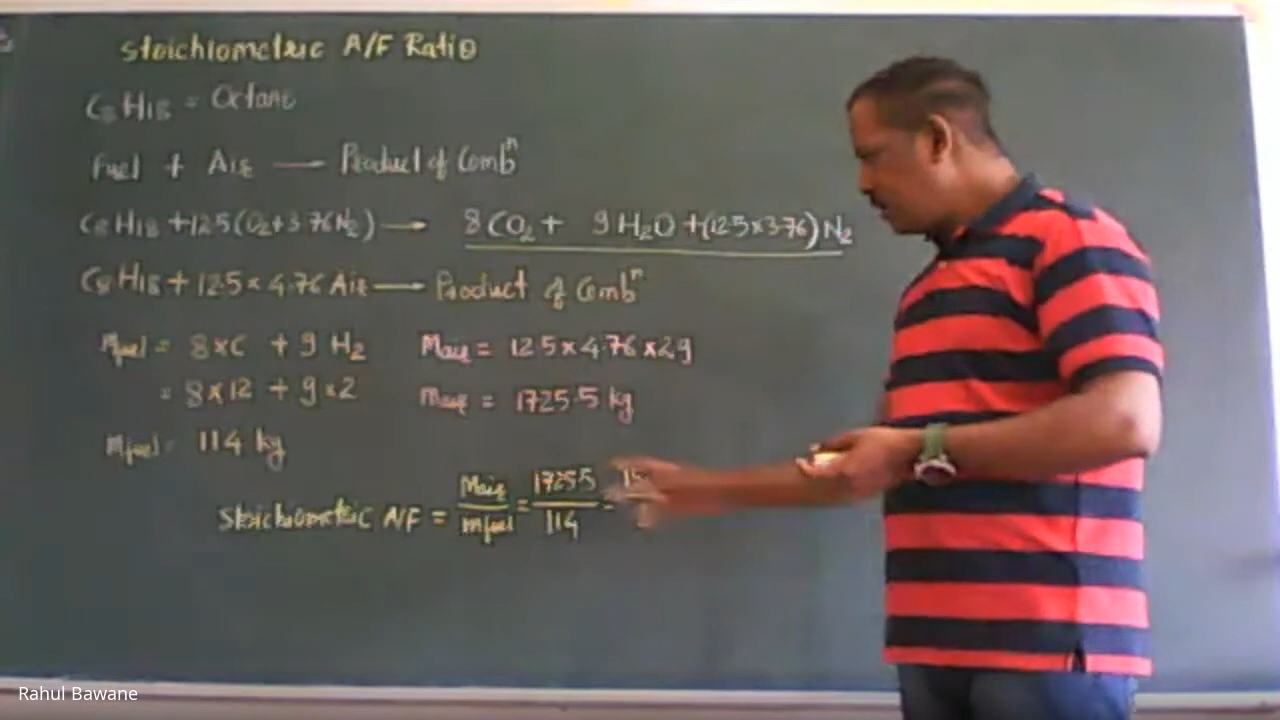 Stoichiometric A/F Ratio
C8H18 = Octane
Fuel + Air → Product of Combⁿ
C8H18 + 12.5(O2+3.76N2) → 8CO2 + 9H2O + (12.5×3.76)N2
C8H18 + 12.5×4.76 Air → Product of Combⁿ
Mfuel = 8×C + 9 H2
= 8×12 + 9×2
Mfuel = 114 kg
Mair = 12.5×4.76×29
Mair = 1725.5 kg
Stoichiometric A/F = Mair/Mfuel = 1725.5/114 =
Rahul Bawane